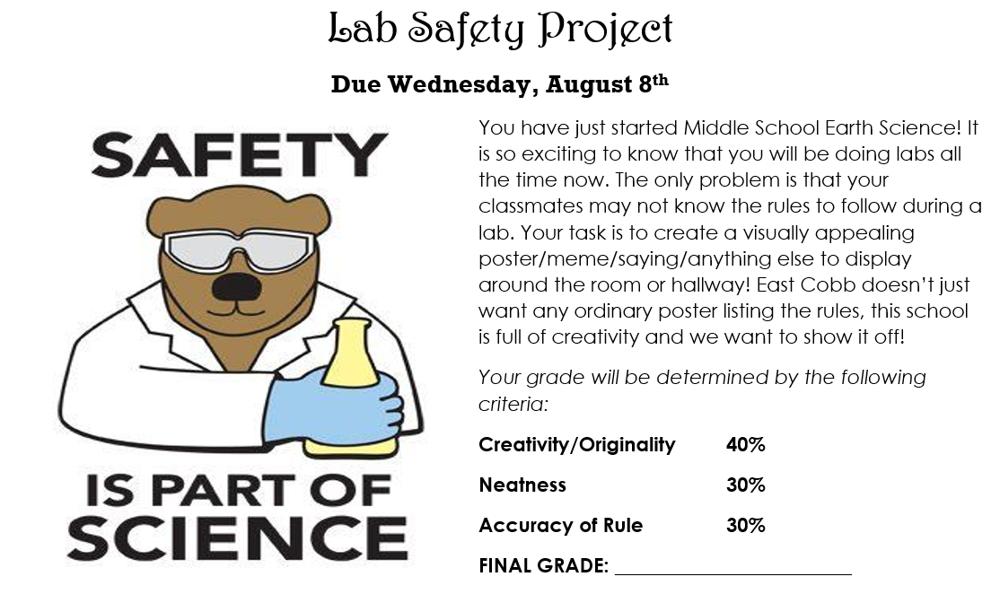 Lab Safety Project
Due Wednesday, August 8th
SAFETY
IS PART OF
SCIENCE
You have just started Middle School Earth Science! It
is so exciting to know that you will be doing labs all
the time now. The only problem is that your
classmates may not know the rules to follow during a
lab. Your task is to create a visually appealing
poster/meme/saying/anything else to display
around the room or hallway! East Cobb doesn’t just
want any ordinary poster listing the rules, this school
is full of creativity and we want to show it off!
Your grade will be determined by the following
criteria:
Creativity/Originality 40%
Neatness 30%
Accuracy of Rule 30%
FINAL GRADE: ______________________